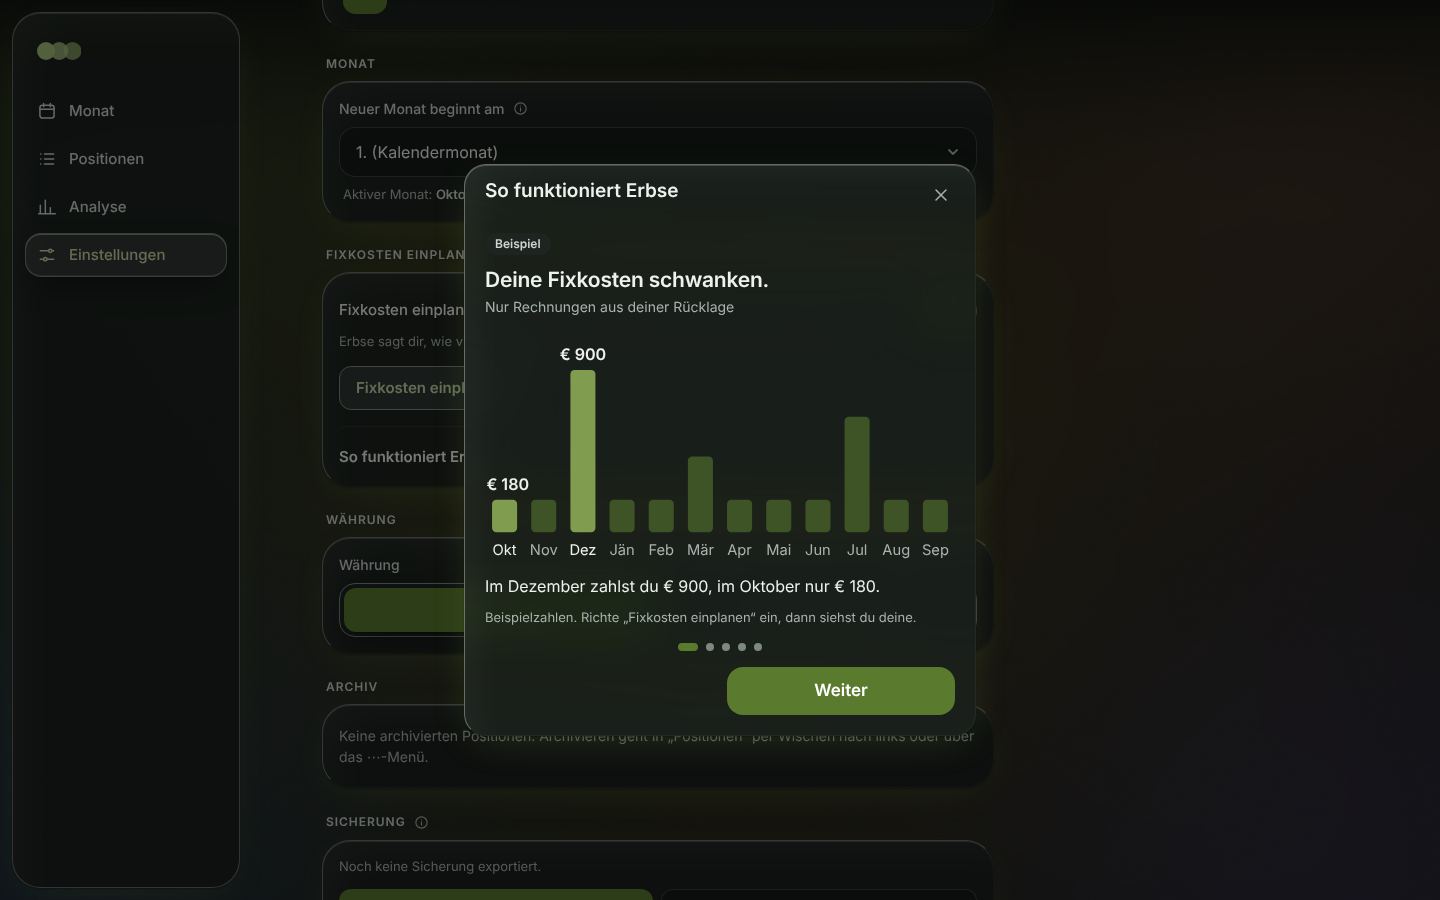 Monat
Positionen
Analyse
Einstellungen
MONAT
Neuer Monat beginnt am
1. (Kalendermonat)
Aktiver Monat: Okto
FIXKOSTEN EINPLAN
Fixkosten einplan
Erbse sagt dir, wie v
Fixkosten einpl
So funktioniert Er
WÄHRUNG
Währung
ARCHIV
Keine archivierten Positionen. Archivieren geht in „Positionen“ per Wischen nach links oder über
das ···-Menü.
SICHERUNG
Noch keine Sicherung exportiert.
So funktioniert Erbse
Beispiel
Deine Fixkosten schwanken.
Nur Rechnungen aus deiner Rücklage
€ 900
€ 180
Okt Nov Dez Jän Feb Mär Apr Mai Jun Jul Aug Sep
Im Dezember zahlst du € 900, im Oktober nur € 180.
Beispielzahlen. Richte „Fixkosten einplanen“ ein, dann siehst du deine.
Weiter